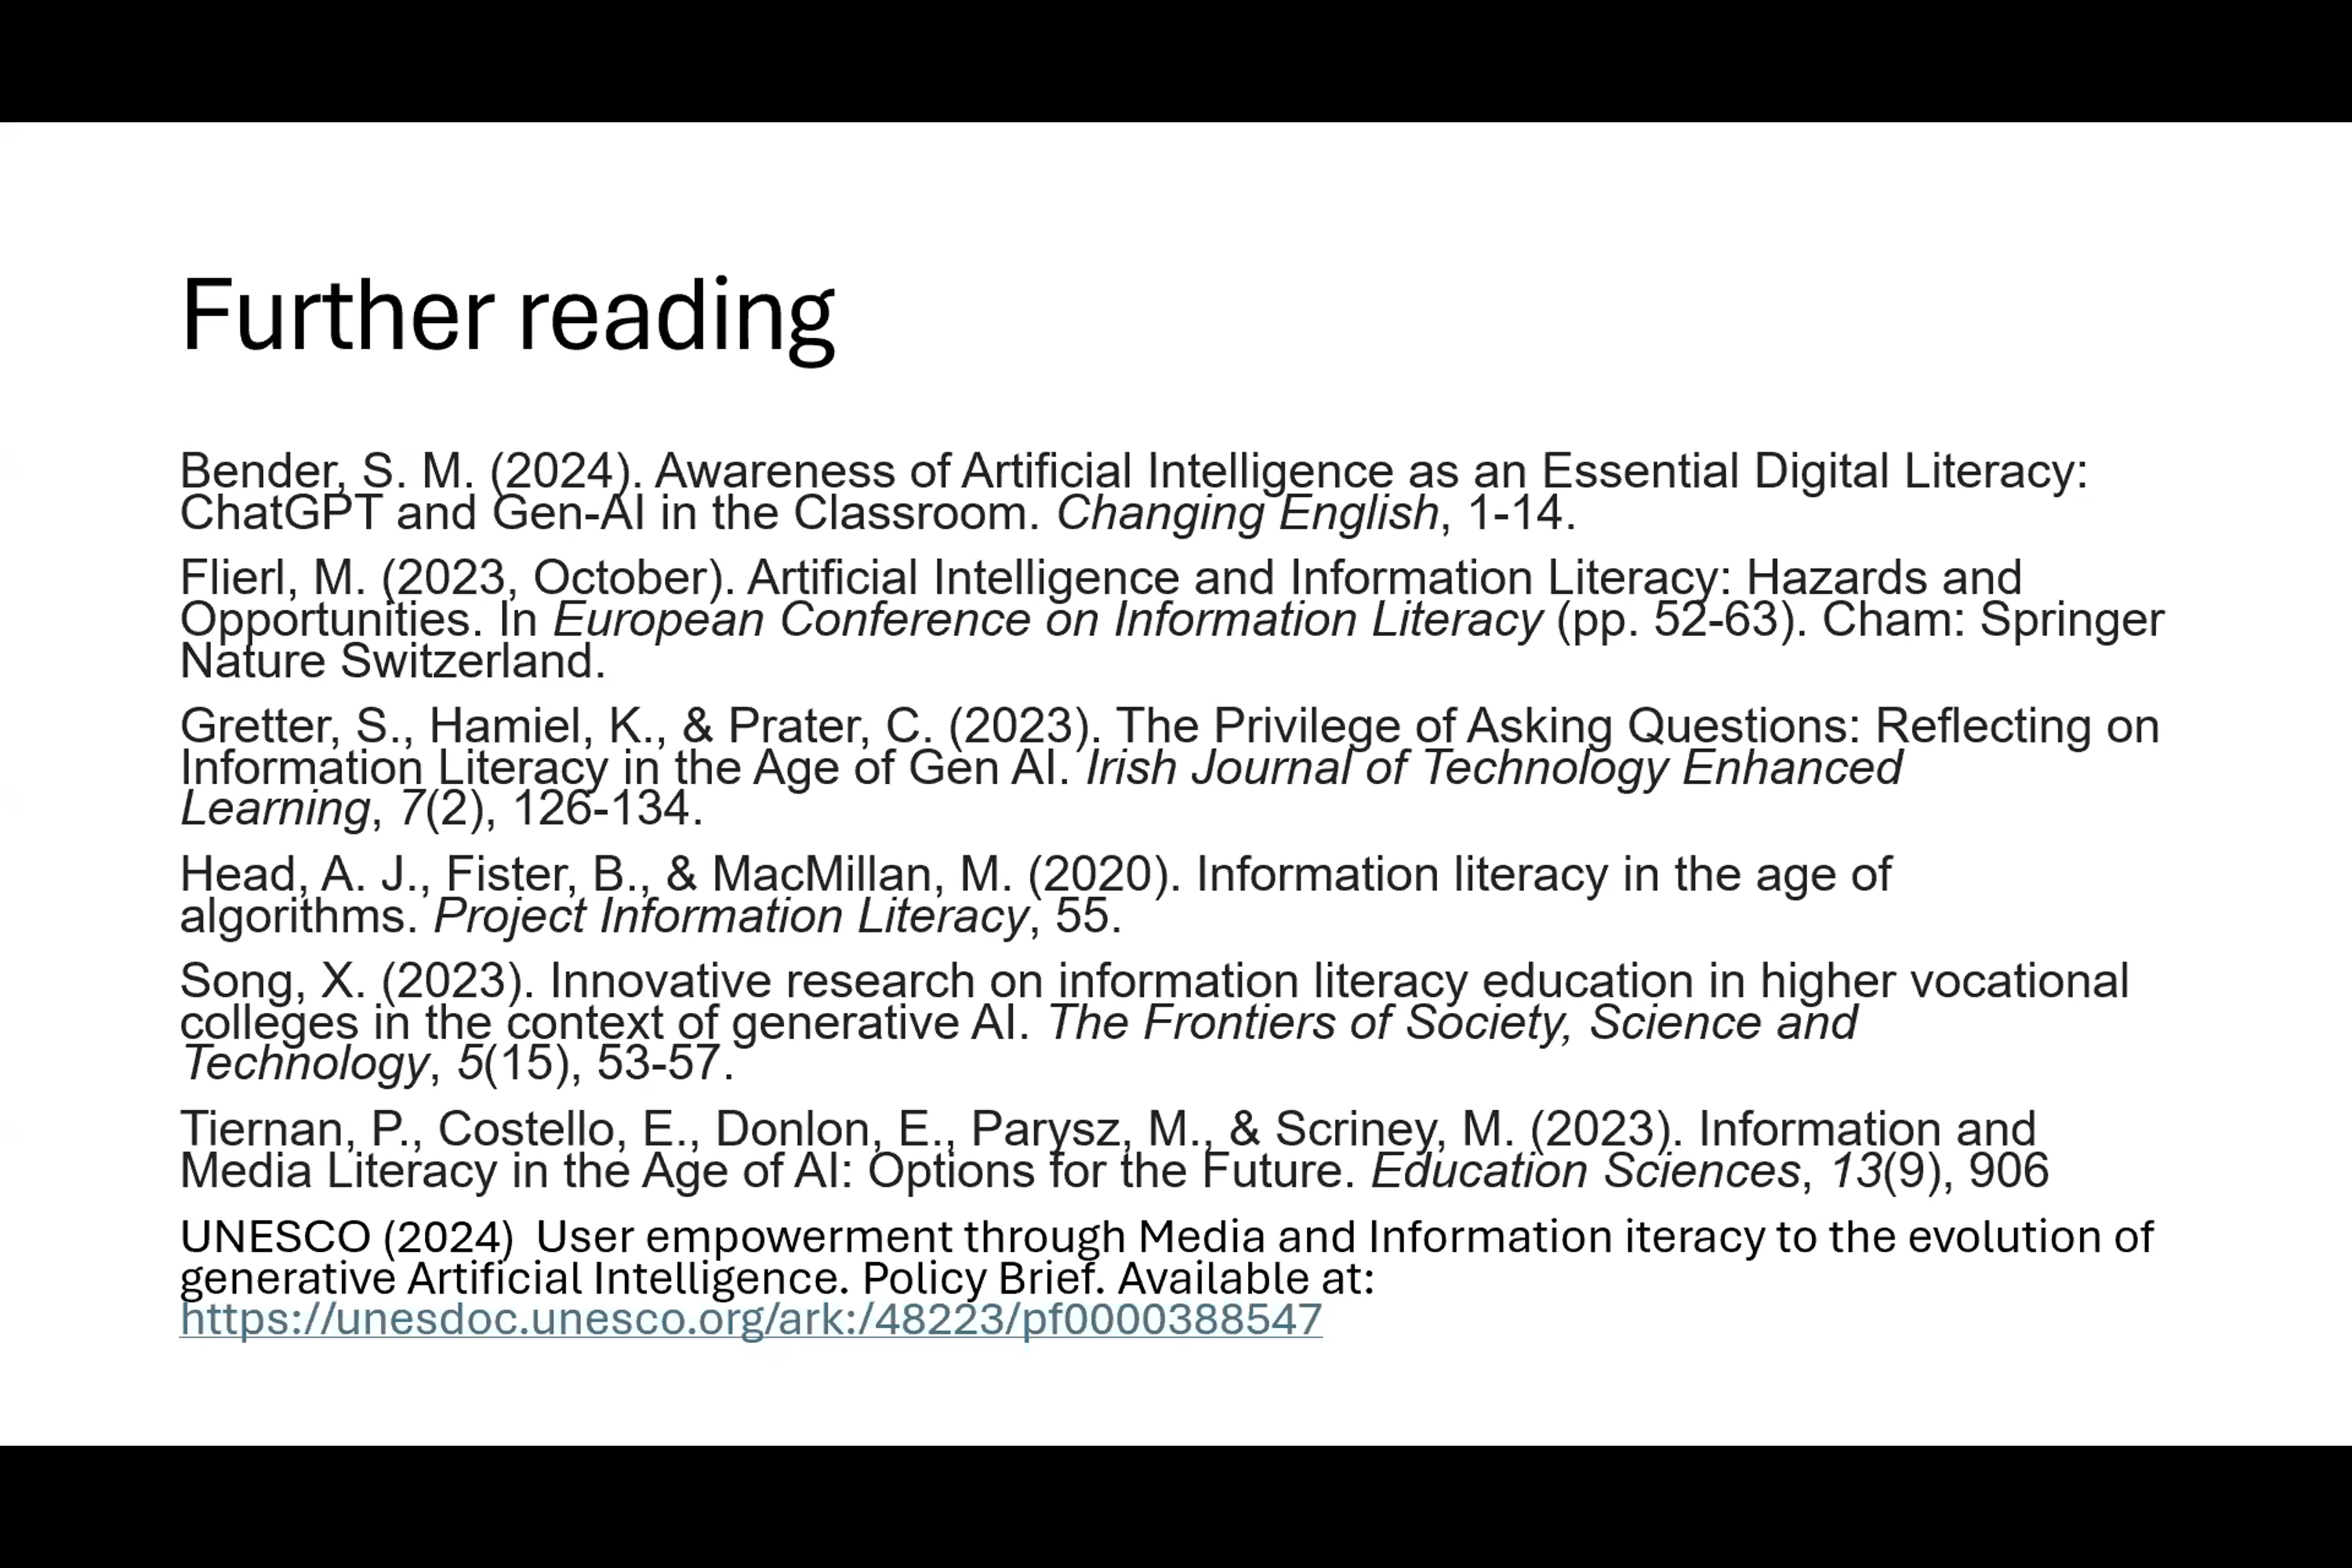 Further reading
Bender, S. M. (2024). Awareness of Artificial Intelligence as an Essential Digital Literacy:
ChatGPT and Gen-AI in the Classroom. Changing English, 1-14.
Flierl, M. (2023, October). Artificial Intelligence and Information Literacy: Hazards and
Opportunities. In European Conference on Information Literacy (pp. 52-63). Cham: Springer
Nature Switzerland.
Gretter, S., Hamiel, K., & Prater, C. (2023). The Privilege of Asking Questions: Reflecting on
Information Literacy in the Age of Gen AI. Irish Journal of Technology Enhanced
Learning, 7(2), 126-134.
Head, A. J., Fister, B., & MacMillan, M. (2020). Information literacy in the age of
algorithms. Project Information Literacy, 55.
Song, X. (2023). Innovative research on information literacy education in higher vocational
colleges in the context of generative AI. The Frontiers of Society, Science and
Technology, 5(15), 53-57.
Tiernan, P., Costello, E., Donlon, E., Parysz, M., & Scriney, M. (2023). Information and
Media Literacy in the Age of AI: Options for the Future. Education Sciences, 13(9), 906
UNESCO (2024)  User empowerment through Media and Information iteracy to the evolution of
generative Artificial Intelligence. Policy Brief. Available at:
https://unesdoc.unesco.org/ark:/48223/pf0000388547